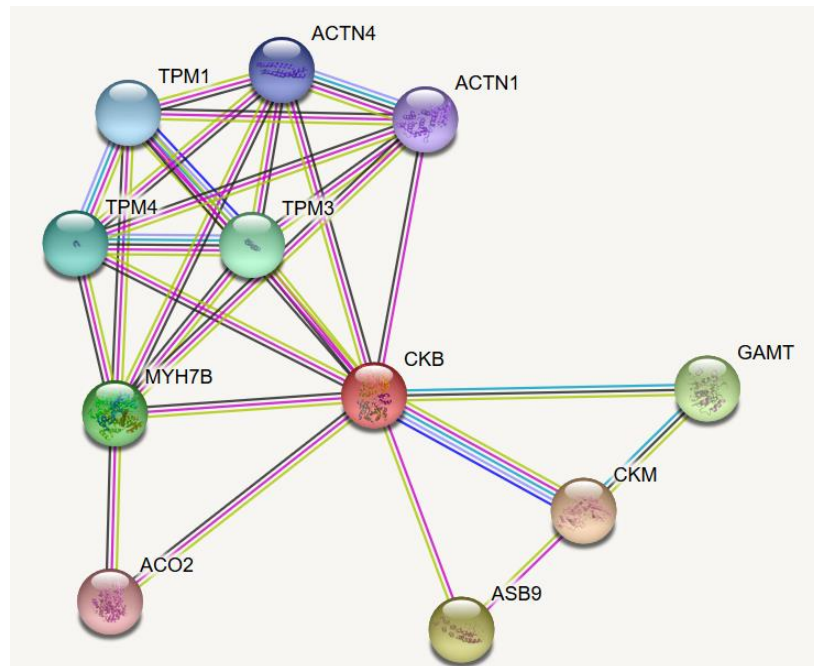 ACTN4
TPM1
ACTN1
TPM4
TPM3
CKB
GAMT
MYH7B
CKM
ACO2
ASB9